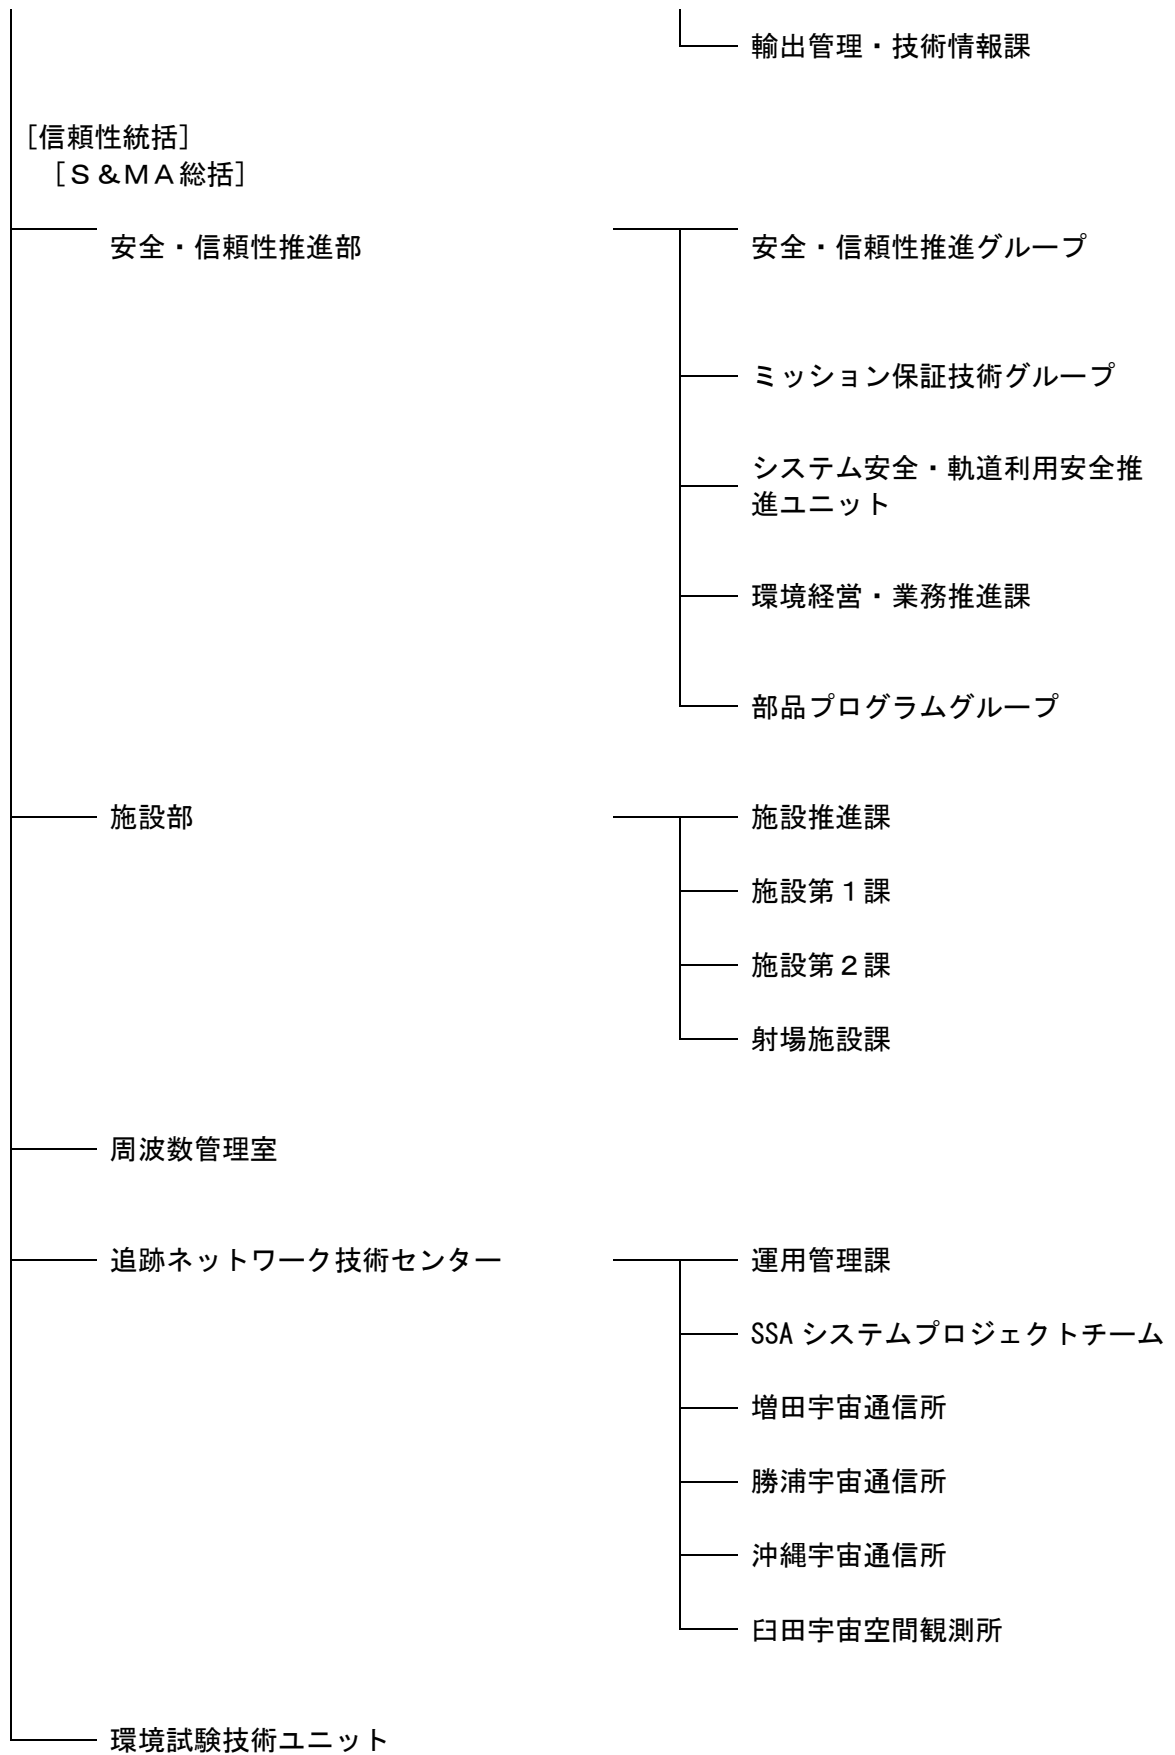 輸出管理・技術情報課
［信頼性統括］
［Ｓ＆ＭＡ総括］
安全・信頼性推進部
安全・信頼性推進グループ
ミッション保証技術グループ
システム安全・軌道利用安全推
進ユニット
環境経営・業務推進課
部品プログラムグループ
施設部
施設推進課
施設第１課
施設第２課
射場施設課
周波数管理室
追跡ネットワーク技術センター
運用管理課
SSA システムプロジェクトチーム
増田宇宙通信所
勝浦宇宙通信所
沖縄宇宙通信所
臼田宇宙空間観測所
環境試験技術ユニット